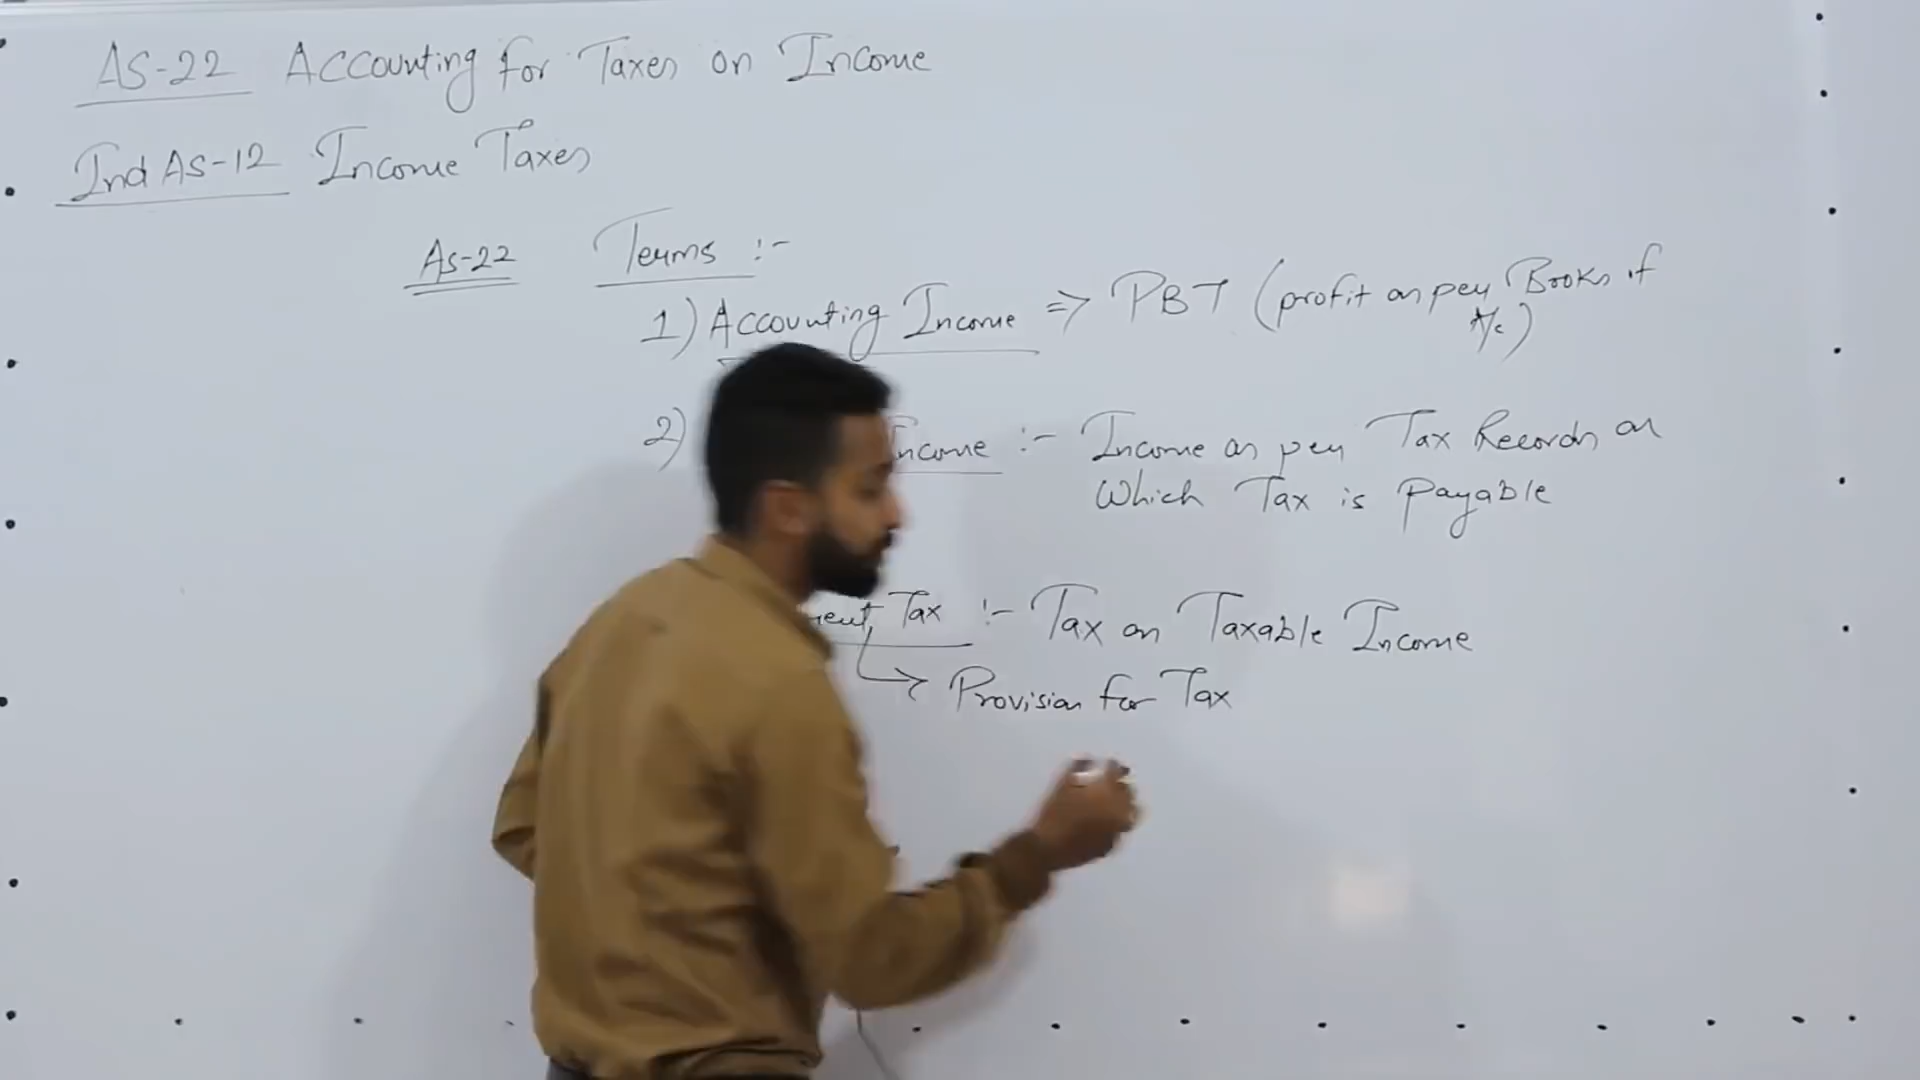 AS-22 Accounting for Taxes on Income
Ind AS-12 Income Taxes
As-22 Terms :-
1) Accounting Income => PBT (profit as per Books of
A/c)
2) ncome :- Income as per Tax Records on
Which Tax is Payable
rent Tax :- Tax on Taxable Income
→ Provision for Tax